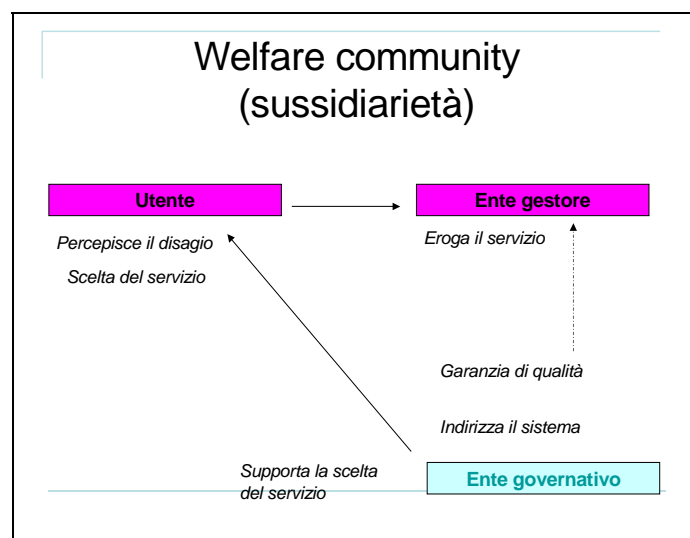 Welfare community
(sussidiarietà)
Utente
Ente gestore
Percepisce il disagio
Eroga il servizio
Scelta del servizio
Garanzia di qualità
Indirizza il sistema
Supporta la scelta
del servizio
Ente governativo